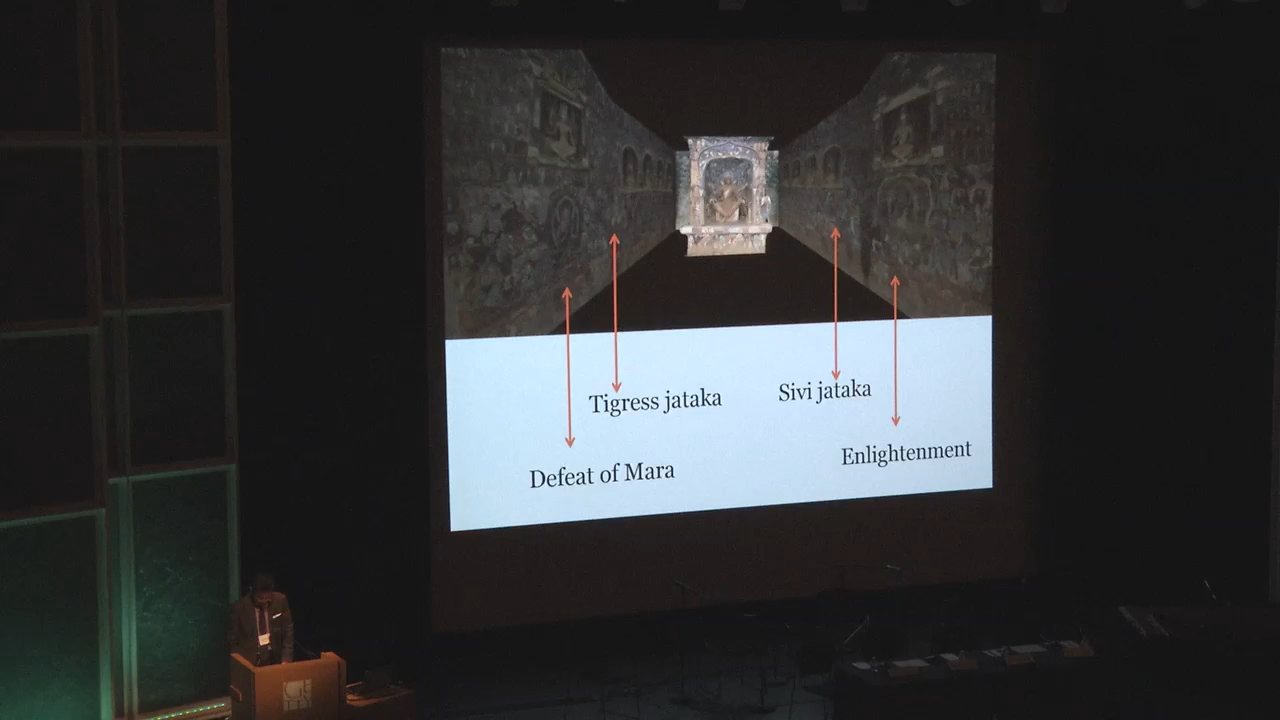 Tigress jataka
Sivi jataka
Defeat of Mara
Enlightenment